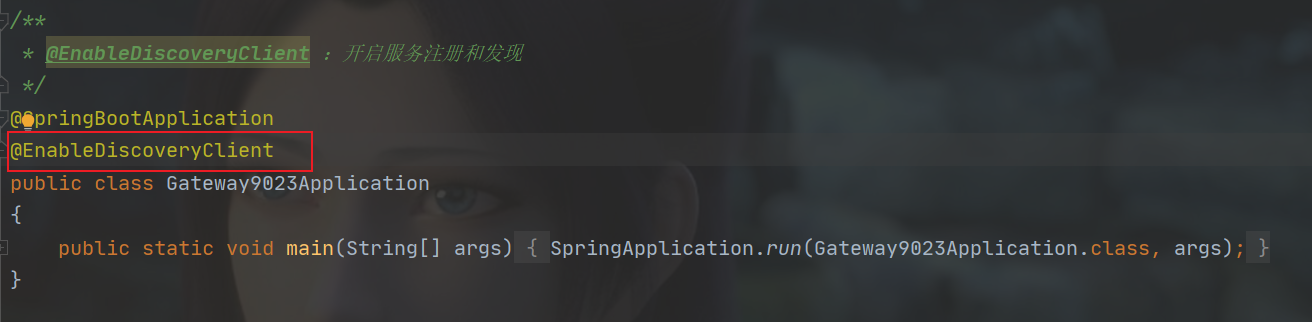 /**
 * @EnableDiscoveryClient : 开启服务注册和发现
 */
@SpringBootApplication
@EnableDiscoveryClient
public class Gateway9023Application
{
    public static void main(String[] args) { SpringApplication.run(Gateway9023Application.class, args); }
}